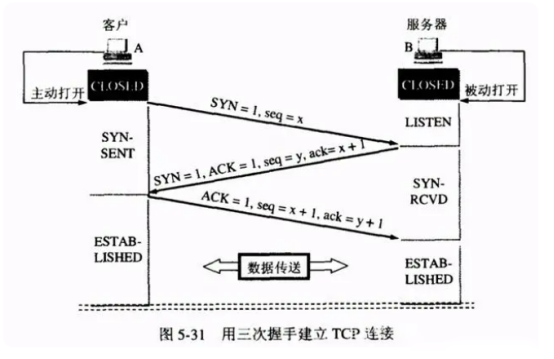 客户
服务器
A
B
主动打开
CLOSED
CLOSED
被动打开
SYN = 1, seq = x
LISTEN
SYN-
SENT
SYN = 1, ACK = 1, seq = y, ack= x + 1
SYN-
RCVD
ACK = 1, seq = x + 1, ack = y + 1
ESTAB-
LISHED
数据传送
ESTAB-
LISHED
图 5-31 用三次握手建立 TCP 连接